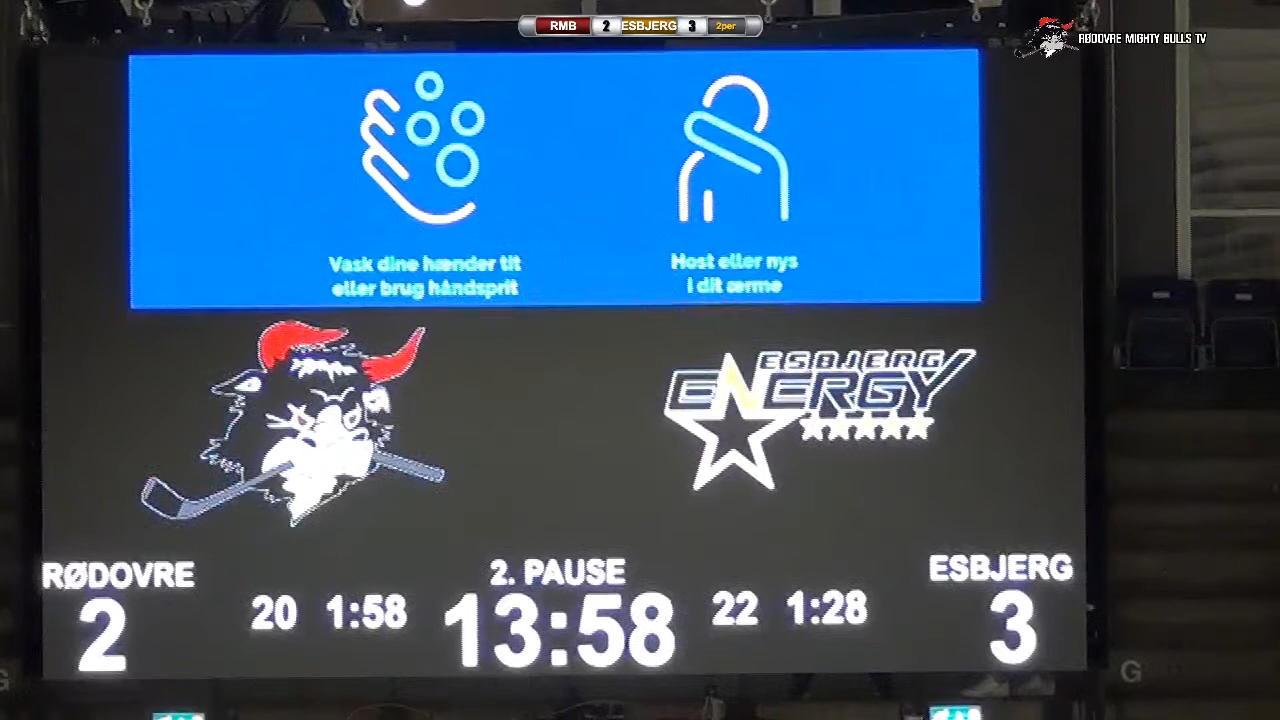 RMB 2 ESBJERG 3 2per
RØDOVRE MIGHTY BULLS TV
Vask dine hænder tit
eller brug håndsprit
Host eller nys
i dit ærme
ESBJERG
ENERGY
RØDOVRE
2
20 1:58
2. PAUSE
13:58
22 1:28
ESBJERG
3
G